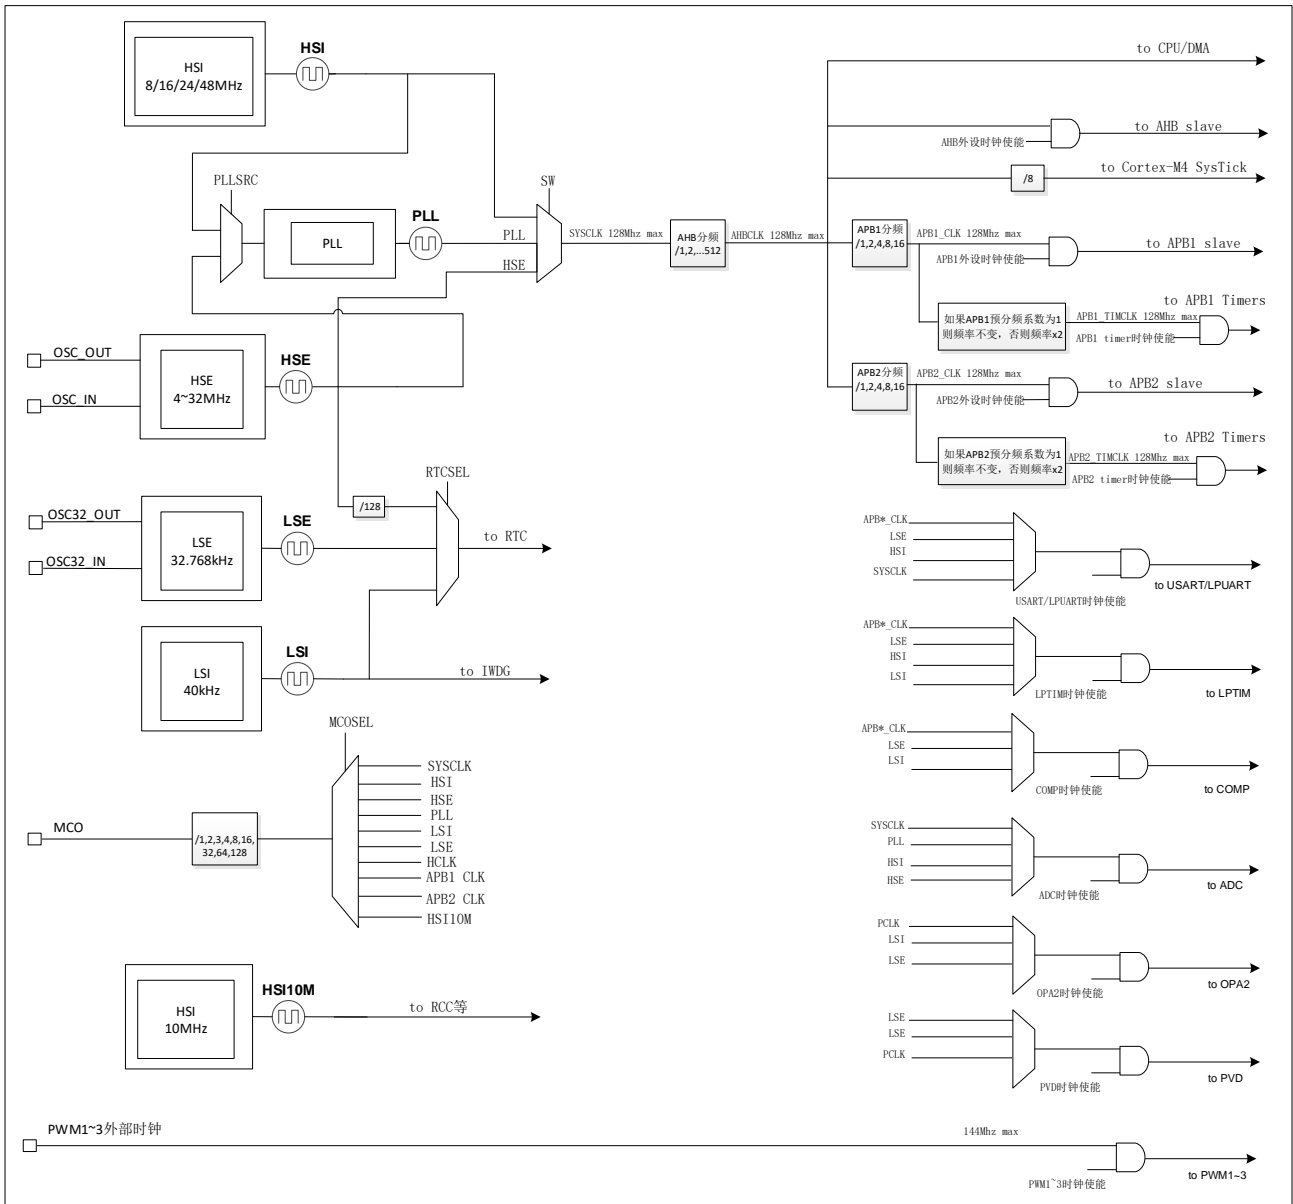 HSI
HSI
8/16/24/48MHz
to CPU/DMA
to AHB slave
AHB外设时钟使能
to Cortex-M4 SysTick
/8
PLLSRC
SW
PLL
PLL
PLL
HSE
SYSCLK 128Mhz max
AHB分频
/1,2,...512
AHBCLK 128Mhz max
APB1分频
/1,2,4,8,16
APB1_CLK 128Mhz max
APB1外设时钟使能
to APB1 slave
to APB1 Timers
如果APB1预分频系数为1
则频率不变，否则频率x2
APB1_TIMCLK 128Mhz max
APB1 timer时钟使能
OSC_OUT
OSC_IN
HSE
4~32MHz
HSE
APB2分频
/1,2,4,8,16
APB2_CLK 128Mhz max
APB2外设时钟使能
to APB2 slave
to APB2 Timers
如果APB2预分频系数为1
则频率不变，否则频率x2
APB2_TIMCLK 128Mhz max
APB2 timer时钟使能
RTCSEL
/128
OSC32_OUT
OSC32_IN
LSE
32.768kHz
LSE
to RTC
APB*_CLK
LSE
HSI
SYSCLK
USART/LPUART时钟使能
to USART/LPUART
LSI
40kHz
LSI
to IWDG
APB*_CLK
LSE
HSI
LSI
LPTIM时钟使能
to LPTIM
MCOSEL
SYSCLK
HSI
HSE
PLL
LSI
LSE
HCLK
APB1 CLK
APB2 CLK
HSI10M
MCO
/1,2,3,4,8,16,
32,64,128
APB*_CLK
LSE
LSI
COMP时钟使能
to COMP
SYSCLK
PLL
HSI
HSE
ADC时钟使能
to ADC
PCLK
LSI
LSE
OPA2时钟使能
to OPA2
HSI
10MHz
HSI10M
to RCC等
LSE
LSE
PCLK
PVD时钟使能
to PVD
PWM1~3外部时钟
144Mhz max
PWM1~3时钟使能
to PWM1~3